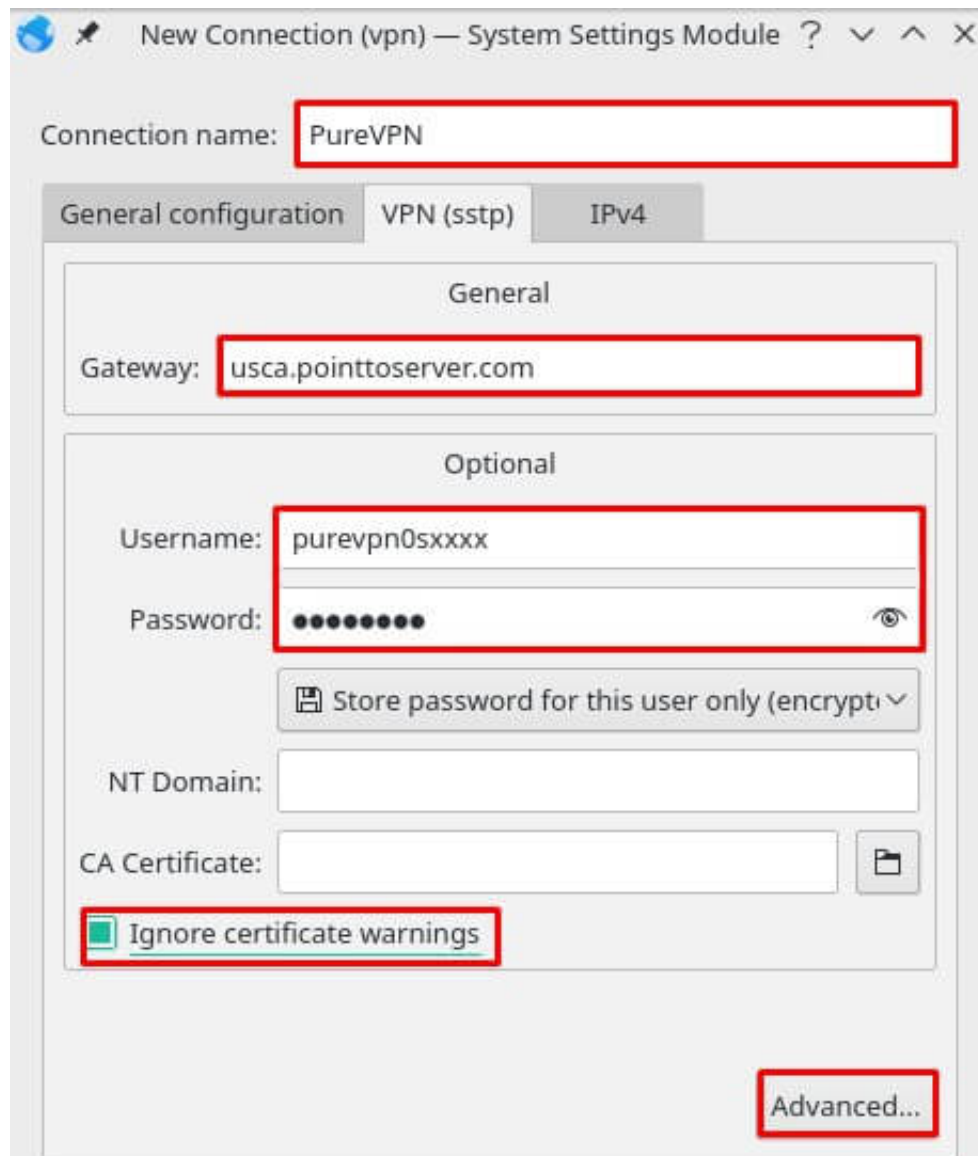 New Connection (vpn) — System Settings Module ?
Connection name: PureVPN
General configuration VPN (sstp) IPv4
General
Gateway: usca.pointtoserver.com
Optional
Username: purevpn0sxxxx
Password: ●●●●●●●●
Store password for this user only (encrypt
NT Domain:
CA Certificate:
Ignore certificate warnings
Advanced...